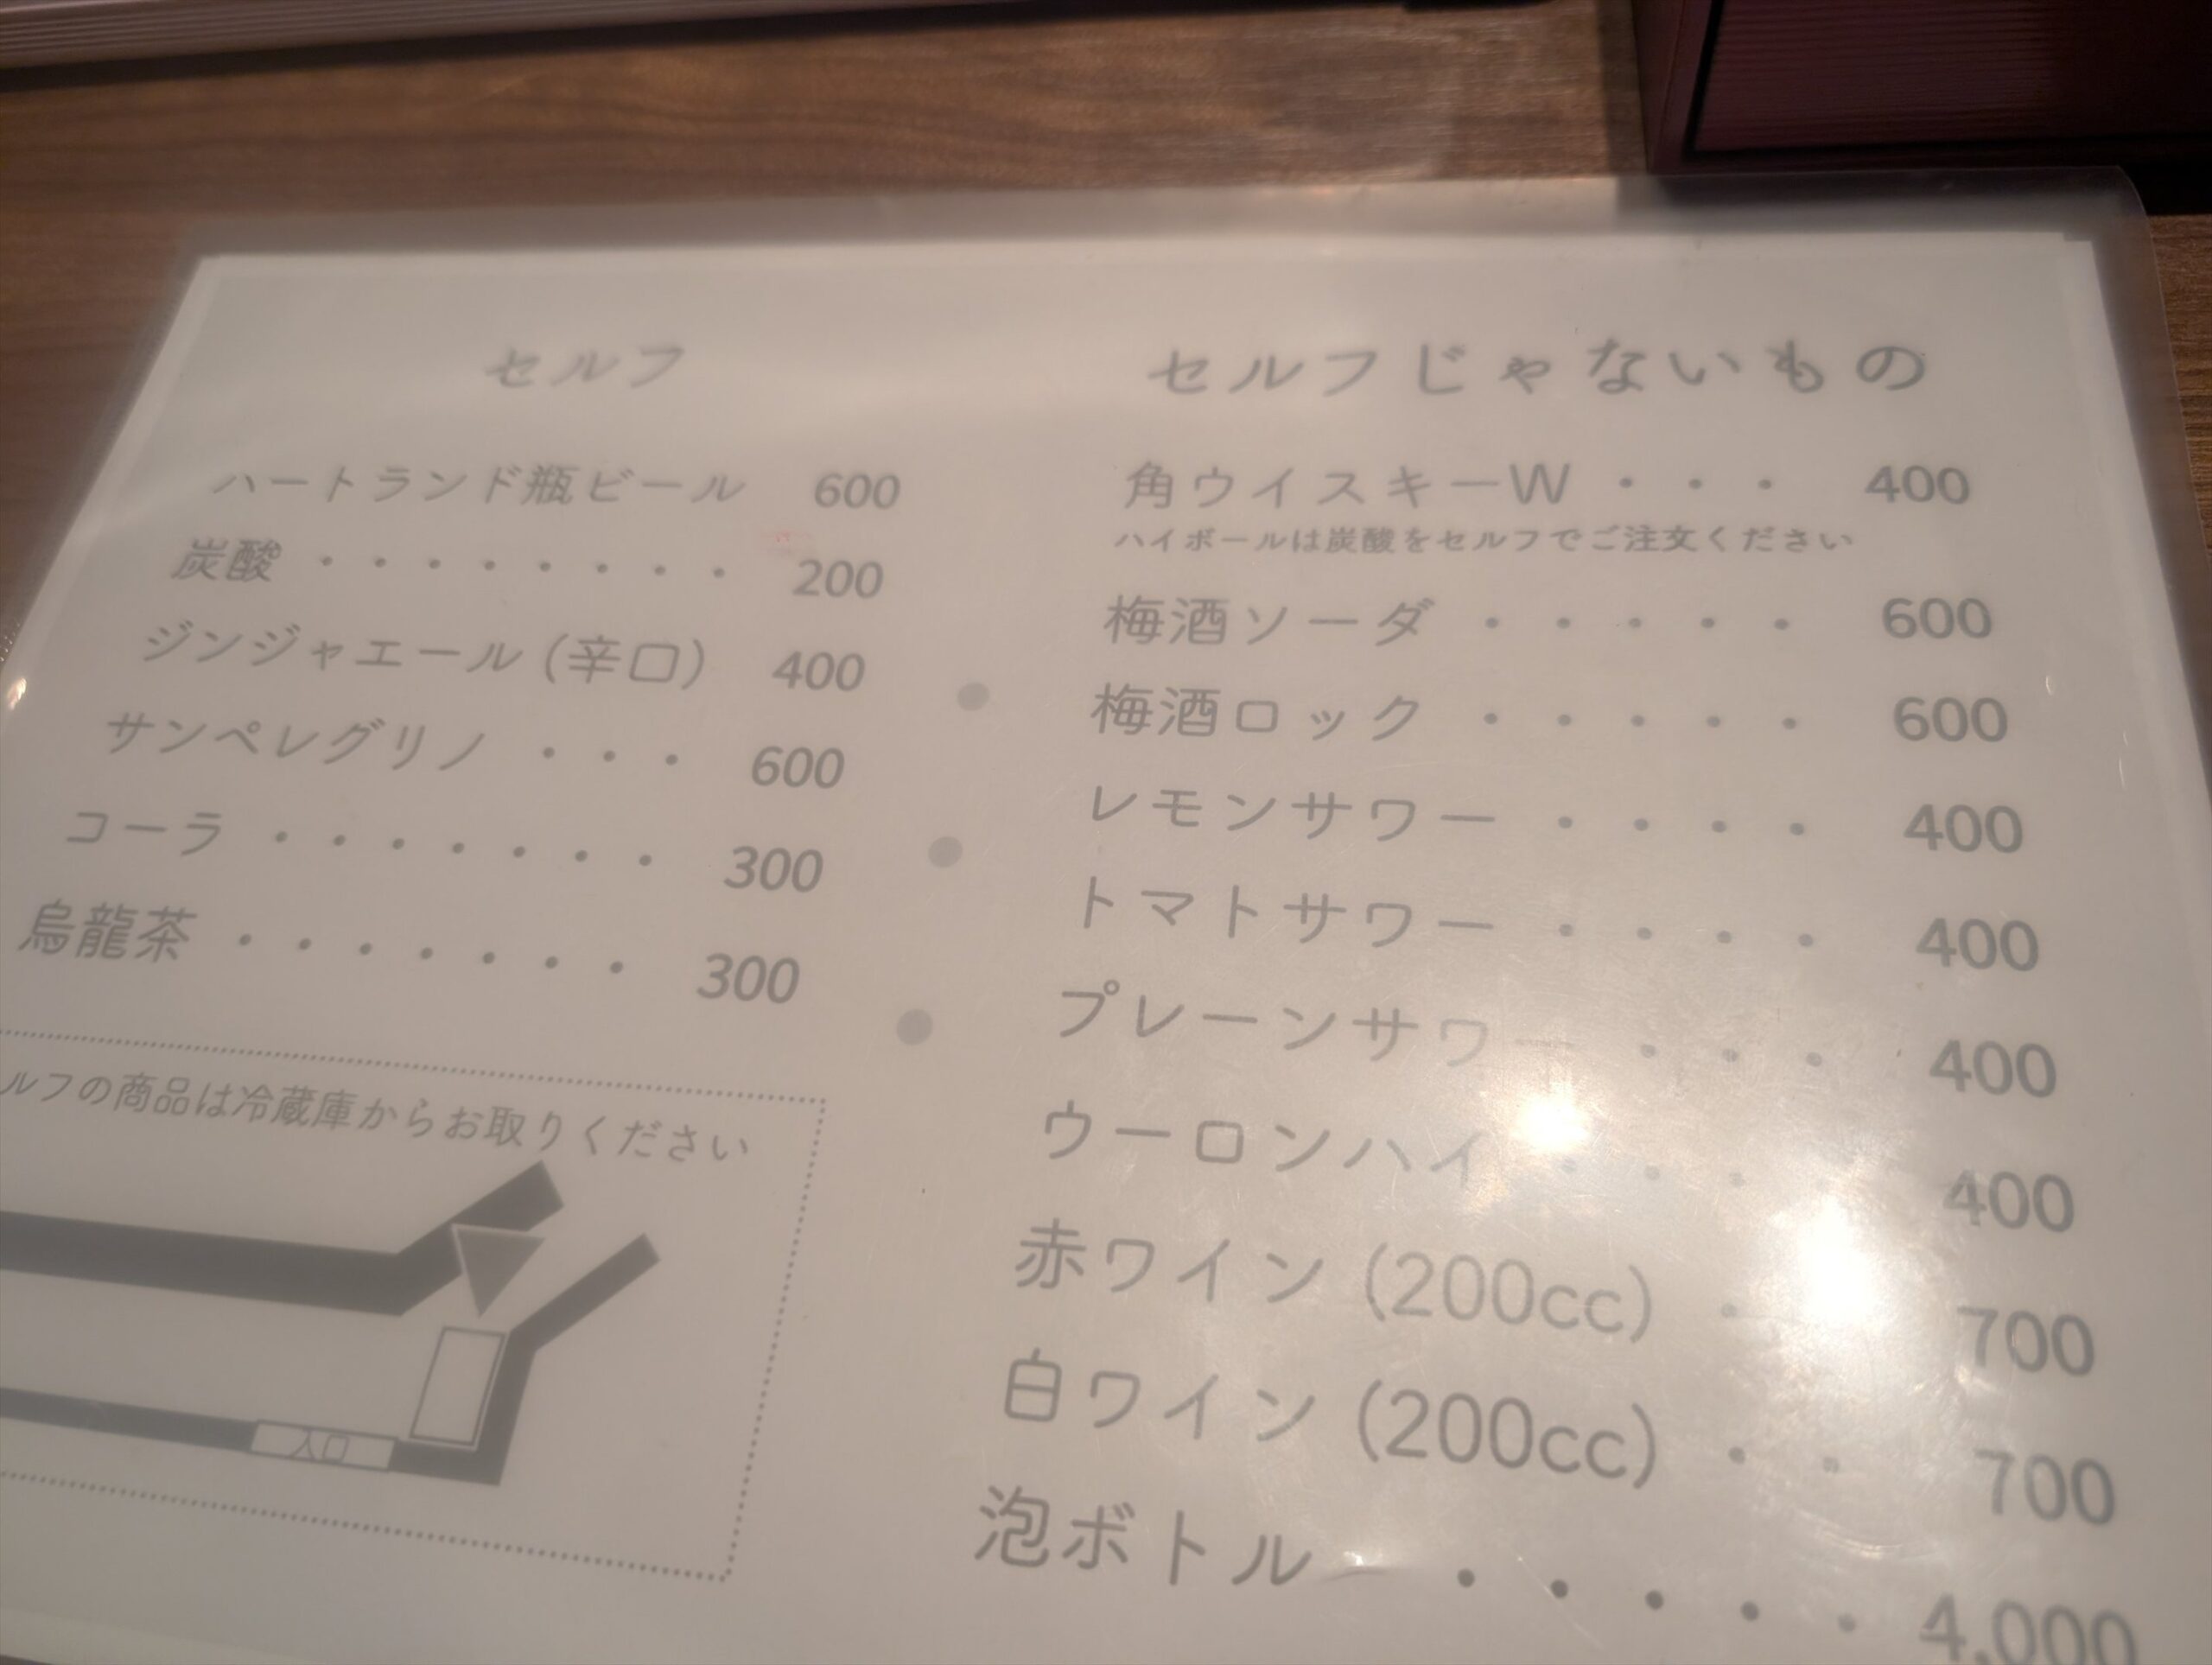 セルフ
ハートランド瓶ビール 600
炭酸 ・・・・・・・・ 200
ジンジャエール (辛口) 400
サンペレグリノ ・・・ 600
コーラ ・・・・・・・ 300
烏龍茶 ・・・・・・・ 300
ルフの商品は冷蔵庫からお取りください
入口
セルフじゃないもの
角ウイスキーW ・・・ 400
ハイボールは炭酸をセルフでご注文ください
梅酒ソーダ ・・・・・ 600
梅酒ロック ・・・・・ 600
レモンサワー ・・・・ 400
トマトサワー ・・・・ 400
プレーンサワー ・・・ 400
ウーロンハイ ・・・ 400
赤ワイン (200cc) ・ 700
白ワイン (200cc) ・・ 700
泡ボトル ・・・・・ 4,000